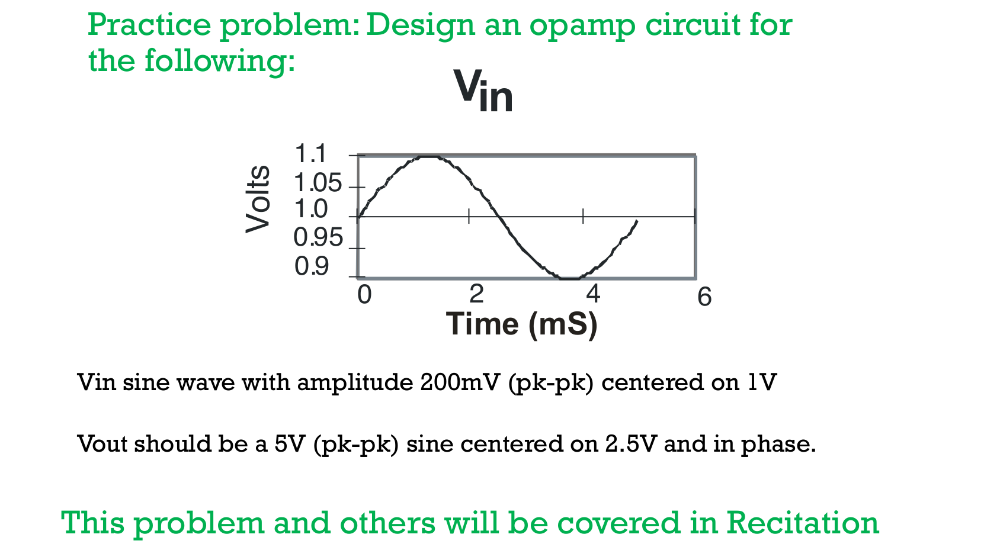 Practice problem: Design an opamp circuit for
the following:
Vin
Volts
1.1
1.05
1.0
0.95
0.9
0 2 4 6
Time (mS)
Vin sine wave with amplitude 200mV (pk-pk) centered on 1V
Vout should be a 5V (pk-pk) sine centered on 2.5V and in phase.
This problem and others will be covered in Recitation